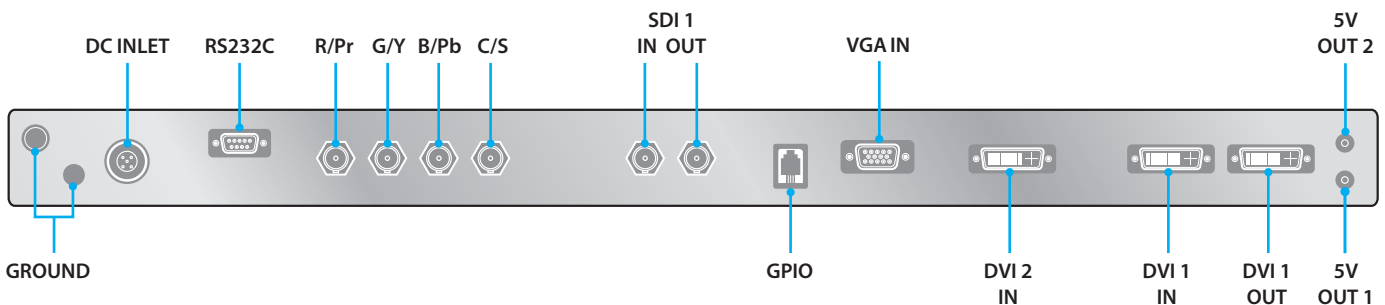 DC INLET
RS232C
R/Pr
G/Y
B/Pb
C/S
SDI 1
IN
OUT
VGA IN
5V
OUT 2
GROUND
GPIO
DVI 2
IN
DVI 1
IN
DVI 1
OUT
5V
OUT 1